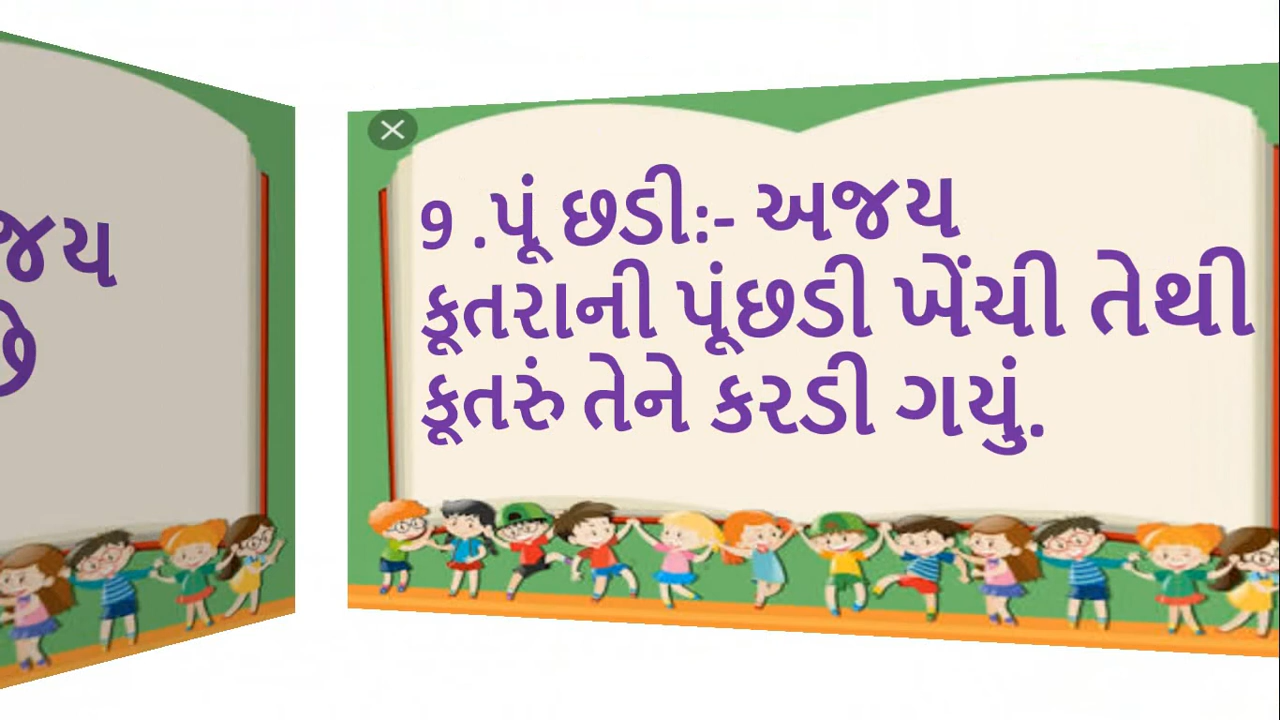 9 .પૂં છડી:- અજય
કૂતરાની પૂંછડી ખેંચી તેથી
કૂતરું તેને કરડી ગયું.